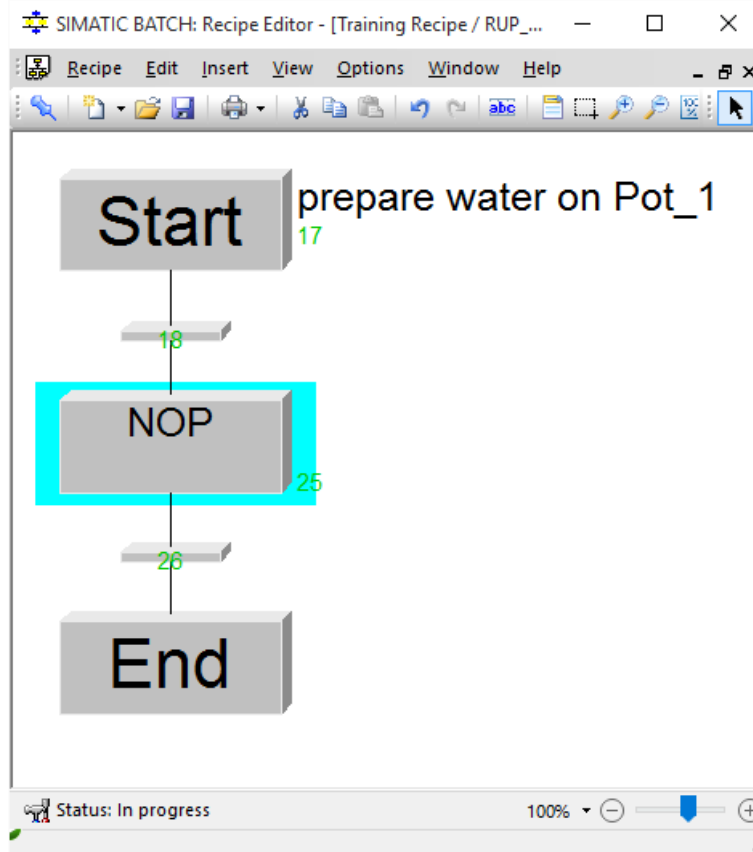 SIMATIC BATCH: Recipe Editor - [Training Recipe / RUP_...
Recipe Edit Insert View Options Window Help
abc
Start
prepare water on Pot_1
17
18
NOP
25
26
End
Status: In progress
100%